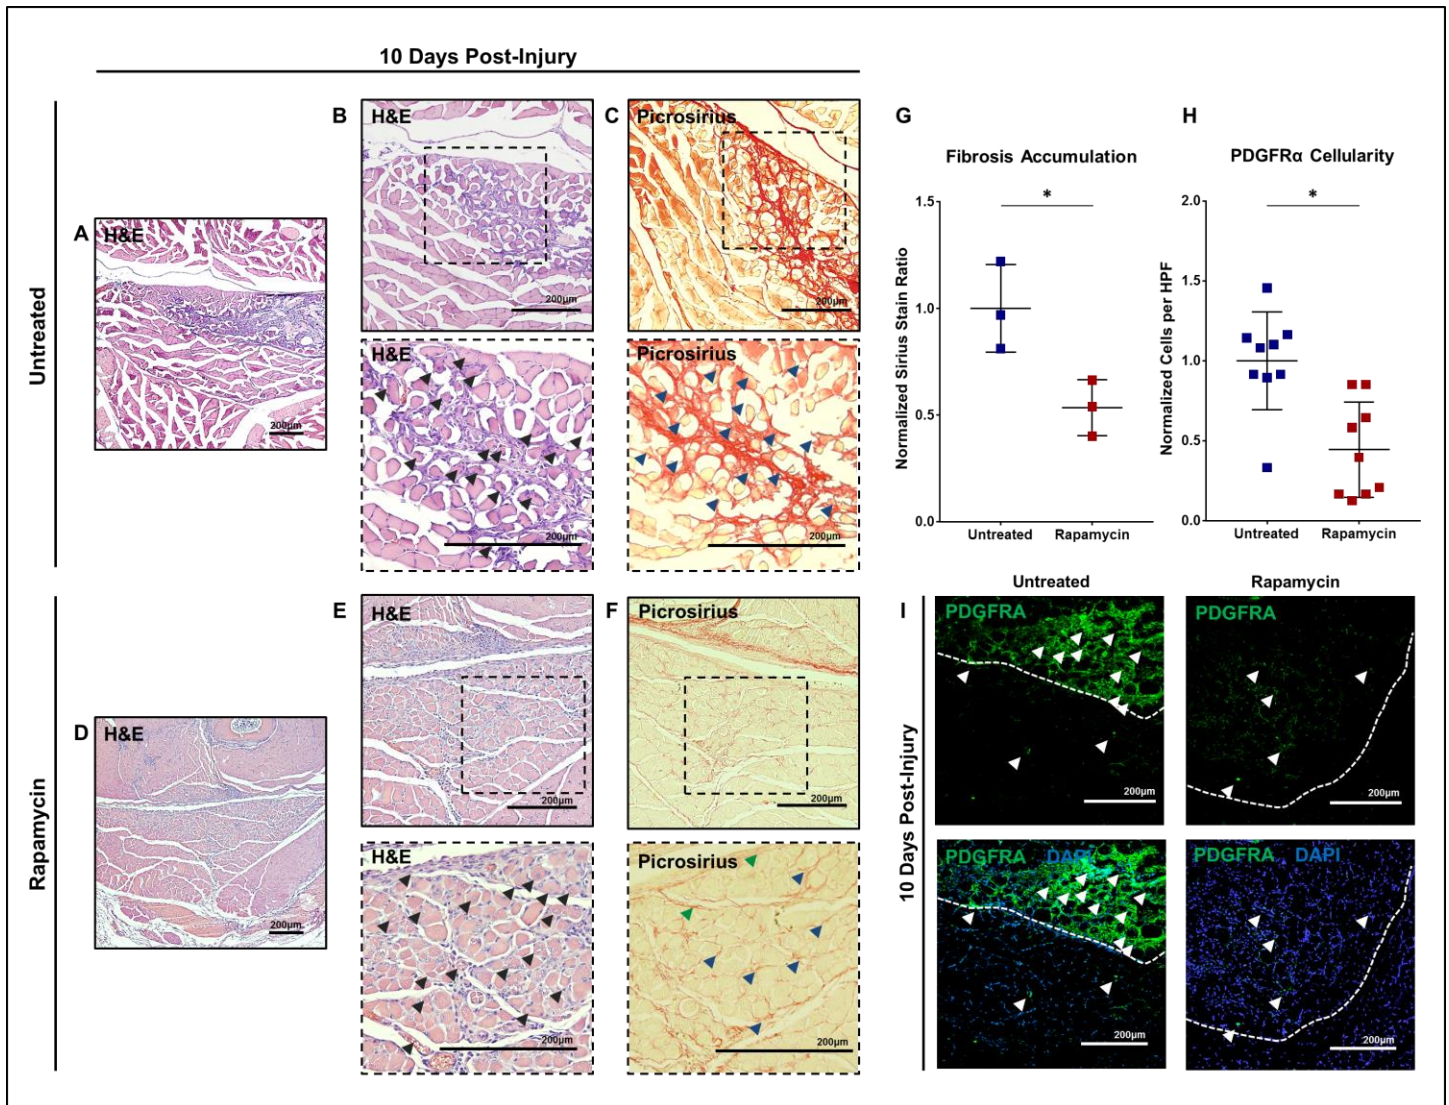 10 Days Post-Injury
Untreated
A
H&E
200µm
B
H&E
200µm
H&E
200µm
C
Picrosirius
200µm
Picrosirius
200µm
Rapamycin
D
H&E
200µm
E
H&E
200µm
H&E
200µm
F
Picrosirius
200µm
Picrosirius
200µm
G
Fibrosis Accumulation
*
Normalized Sirius Stain Ratio
1.5
1.0
0.5
0.0
Untreated
Rapamycin
H
PDGFRα Cellularity
*
Normalized Cells per HPF
2.0
1.5
1.0
0.5
0.0
Untreated
Rapamycin
I
10 Days Post-Injury
Untreated
Rapamycin
PDGFRA
200µm
PDGFRA
200µm
PDGFRA DAPI
200µm
PDGFRA DAPI
200µm